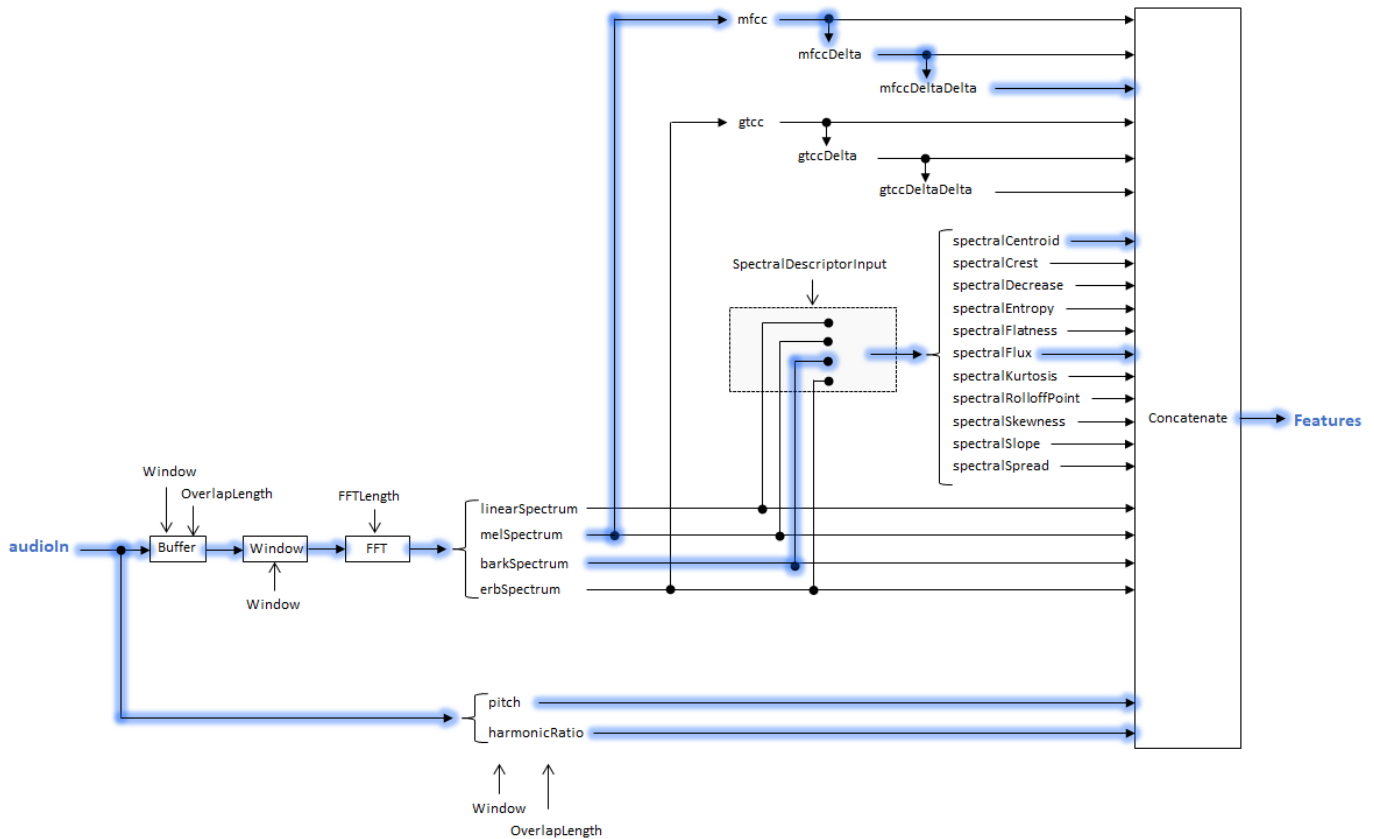 mfcc
mfccDelta
mfccDeltaDelta
gtcc
gtccDelta
gtccDeltaDelta
SpectralDescriptorInput
spectralCentroid
spectralCrest
spectralDecrease
spectralEntropy
spectralFlatness
spectralFlux
spectralKurtosis
spectralRolloffPoint
spectralSkewness
spectralSlope
spectralSpread
Concatenate
Features
Window
OverlapLength
FFTLength
audioIn
Buffer
Window
FFT
Window
linearSpectrum
melSpectrum
barkSpectrum
erbSpectrum
pitch
harmonicRatio
Window
OverlapLength